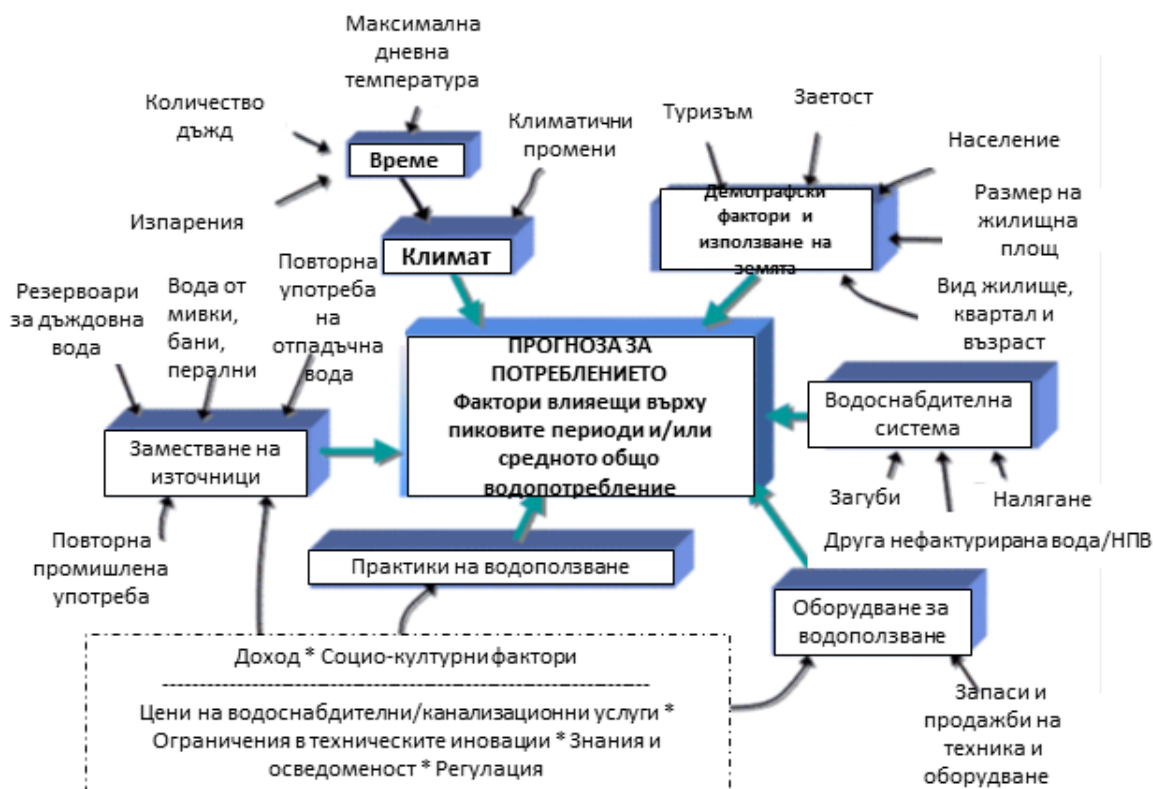 Максимална
дневна
температура
Количество
дъжд
Климатични
промени
Време
Изпарения
Климат
Туризъм
Заетост
Население
Размер на
жилищна
площ
Демографски
фактори и
използване на
земята
Вид жилище,
квартал и
възраст
Резервоари
за дъждовна
вода
Вода от
мивки,
бани,
перални
Повторна
употреба
на
отпадъчна
вода
ПРОГНОЗА ЗА
ПОТРЕБЛЕНИЕТО
Фактори влияещи върху
пиковите периоди и/или
средното общо
водопотребление
Водоснабдителна
система
Загуби
Налягане
Друга нефактурирана вода/НПВ
Заместване на
източници
Повторна
промишлена
употреба
Практики на водоползване
Оборудване за
водоползване
Запаси и
продажби на
техника и
оборудване
Доход * Социо-културни фактори
Цени на водоснабдителни/канализационни услуги *
Ограничения в техническите иновации * Знания и
осведоменост * Регулация